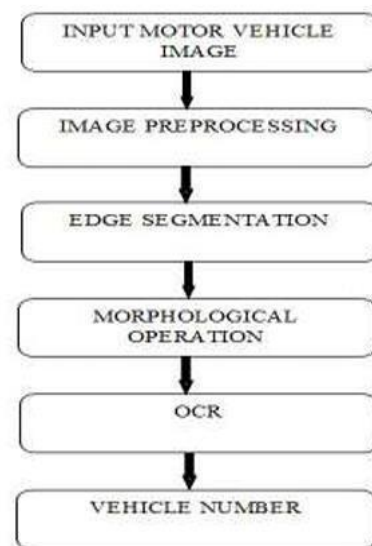 INPUT MOTOR VEHICLE
IMAGE
IMAGE PREPROCESSING
EDGE SEGMENTATION
MORPHOLOGICAL
OPERATION
OCR
VEHICLE NUMBER